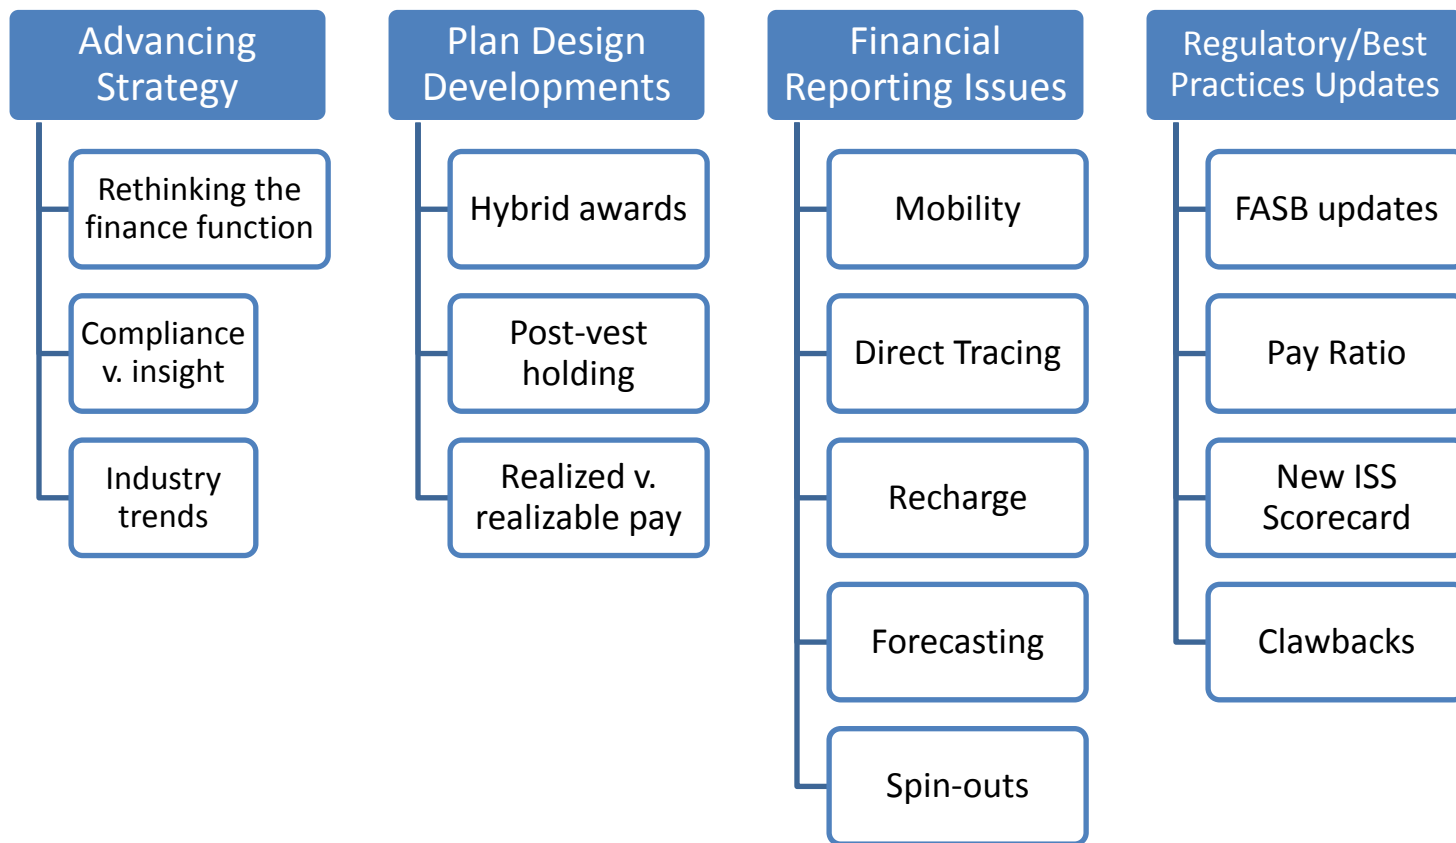 Advancing
Strategy
Rethinking the
finance function
Compliance
v. insight
Industry
trends
Plan Design
Developments
Hybrid awards
Post-vest
holding
Realized v.
realizable pay
Financial
Reporting Issues
Mobility
Direct Tracing
Recharge
Forecasting
Spin-outs
Regulatory/Best
Practices Updates
FASB updates
Pay Ratio
New ISS
Scorecard
Clawbacks